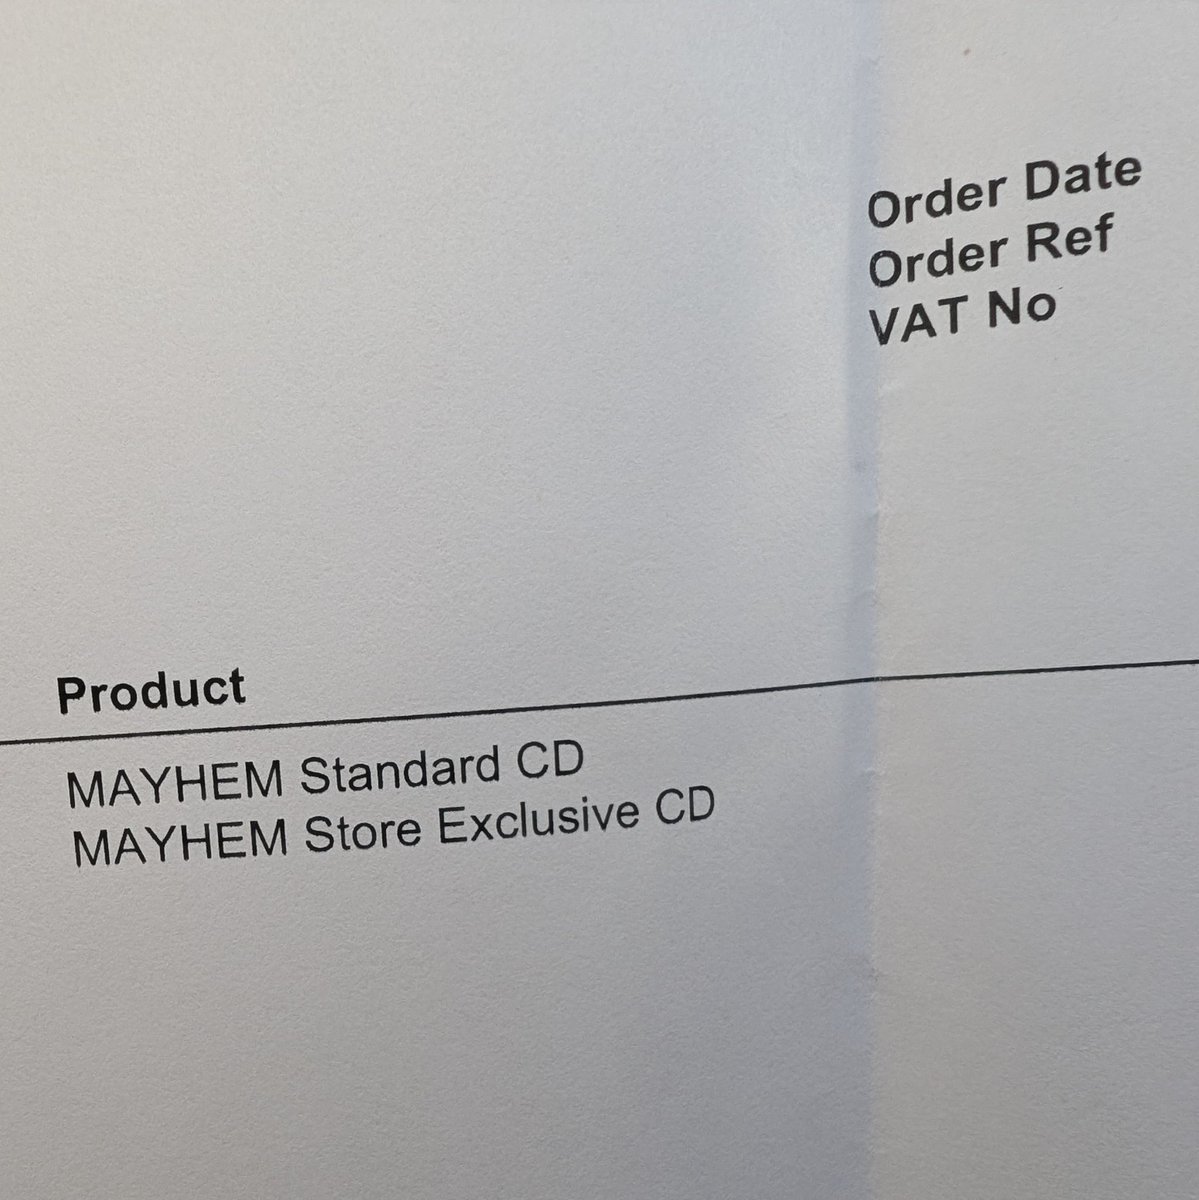 Order Date
Order Ref
VAT No
Product
MAYHEM Standard CD
MAYHEM Store Exclusive CD